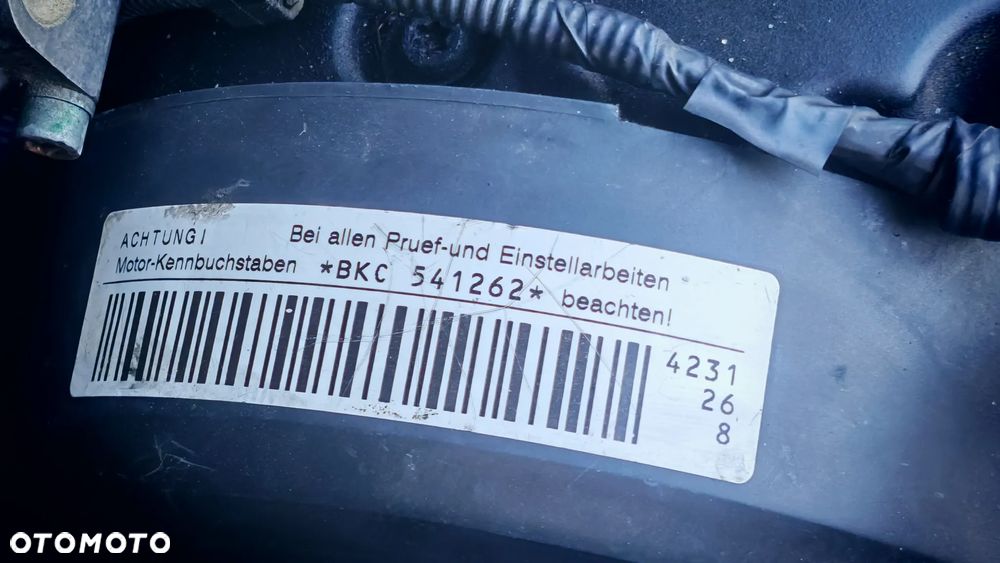 ACHTUNG! Bei allen Pruef-und Einstellarbeiten
Motor-Kennbuchstaben *BKC 541262* beachten!
4231
26
8
OTOMOTO